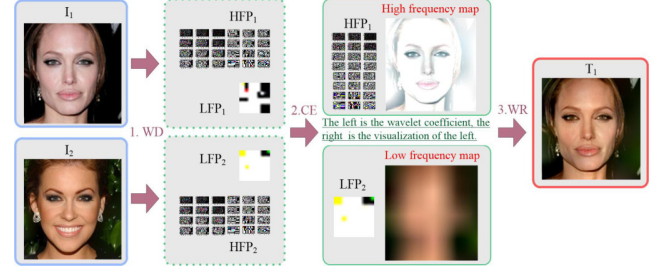 I1
HFP1
LFP1
HFP1
High frequency map
T1
1. WD
2.CE
3.WR
The left is the wavelet coefficient, the
right is the visualization of the left.
I2
LFP2
HFP2
Low frequency map
LFP2